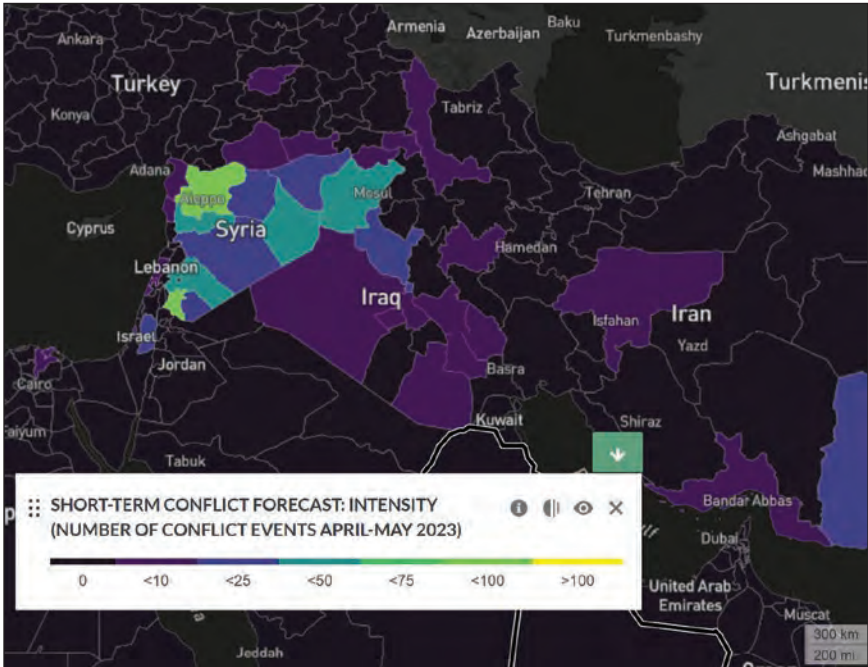 Armenia
Baku
Azerbaijan
Turkmenbashy
Ankara
Turkey
Turkmenis
Konya
Tabriz
Ashgabat
Adana
Mashhad
Aleppo
Mosul
Tehran
Cyprus
Syria
Hamedan
Lebanon
Iraq
Isfahan
Iran
Israel
Yazd
Jordan
Basra
Cairo
Kuwait
Shiraz
Faiyum
Tabuk
SHORT-TERM CONFLICT FORECAST: INTENSITY
(NUMBER OF CONFLICT EVENTS APRIL-MAY 2023)
0 <10 <25 <50 <75 <100 >100
Bandar Abbas
Dubai
United Arab
Emirates
Muscat
Jeddah
300 km
200 mi